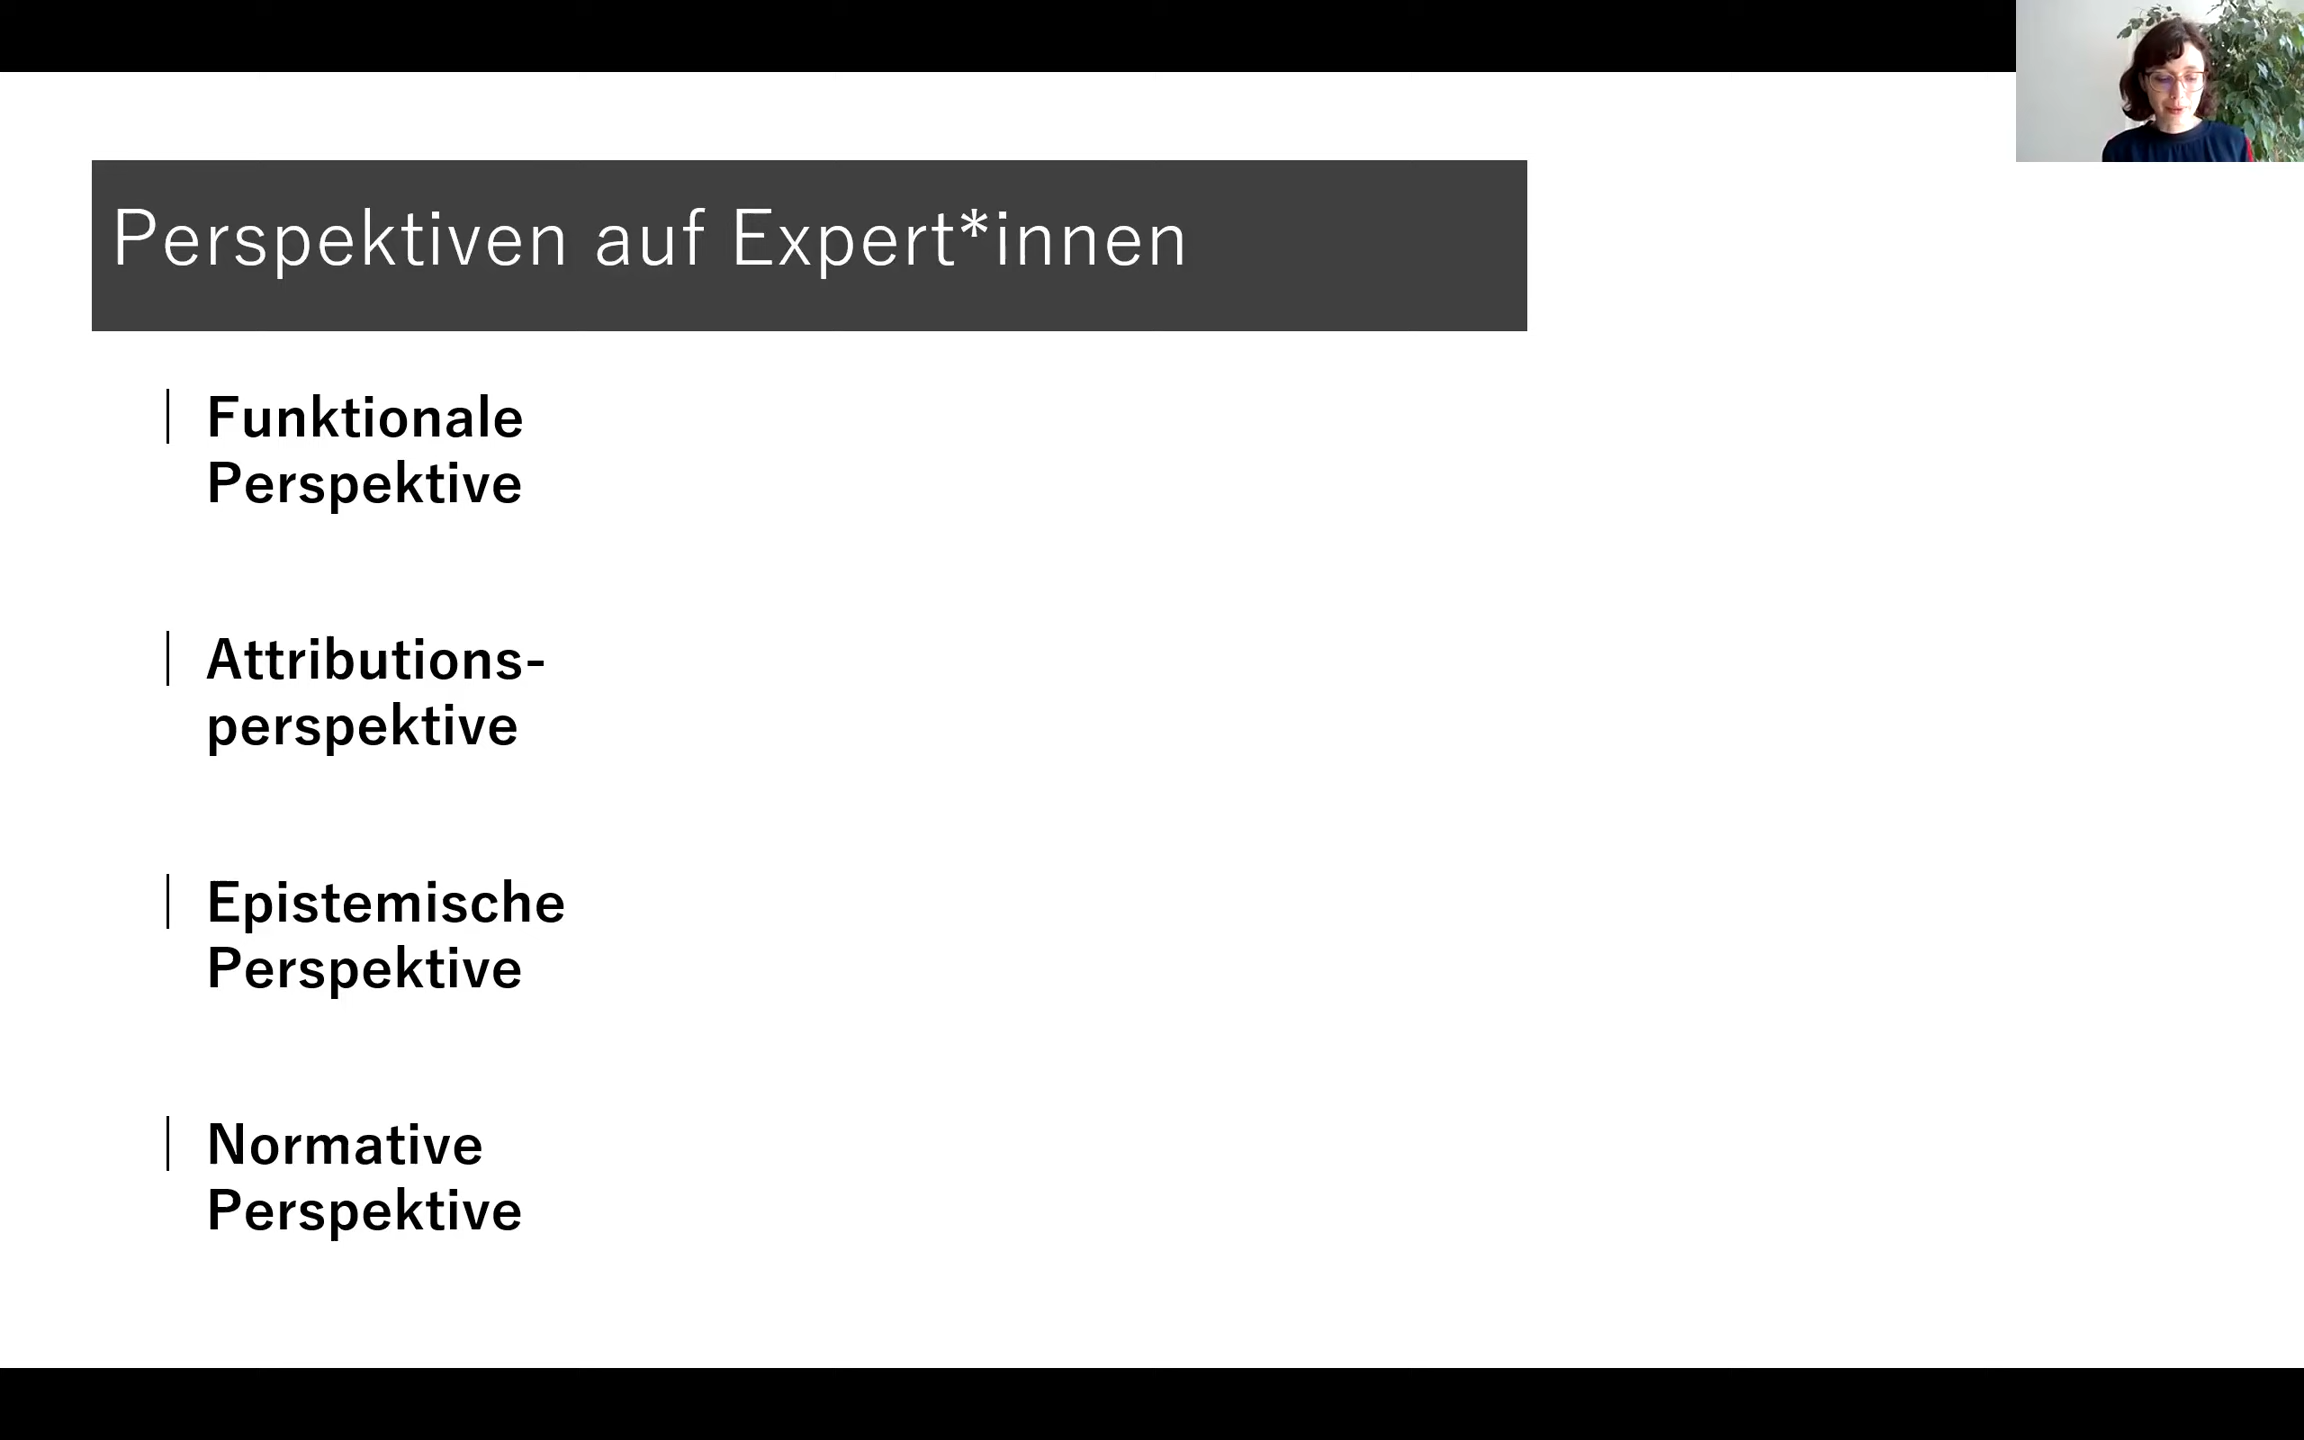 Perspektiven auf Expert*innen
Funktionale
Perspektive
Attributions-
perspektive
Epistemische
Perspektive
Normative
Perspektive